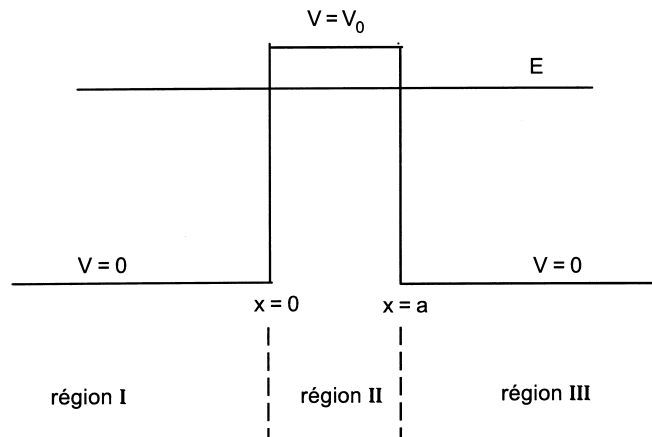 V = V₀
E
V = 0
V = 0
x = 0
x = a
région I
région II
région III